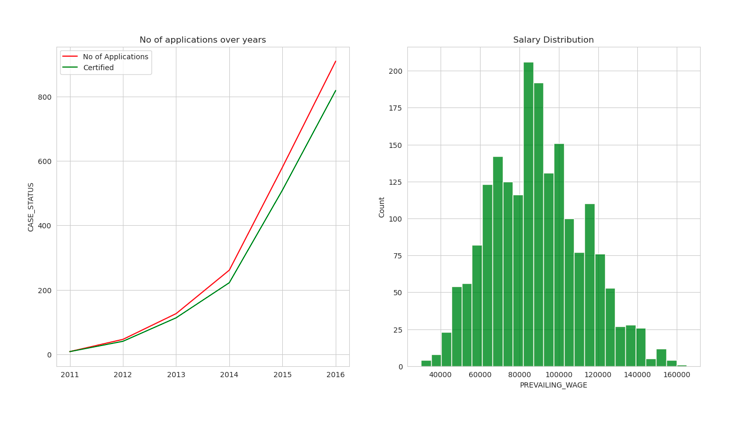 No of applications over years
No of Applications
Certified
CASE_STATUS
800
600
400
200
0
2011 2012 2013 2014 2015 2016
Salary Distribution
Count
200
175
150
125
100
75
50
25
0
40000 60000 80000 100000 120000 140000 160000
PREVAILING_WAGE